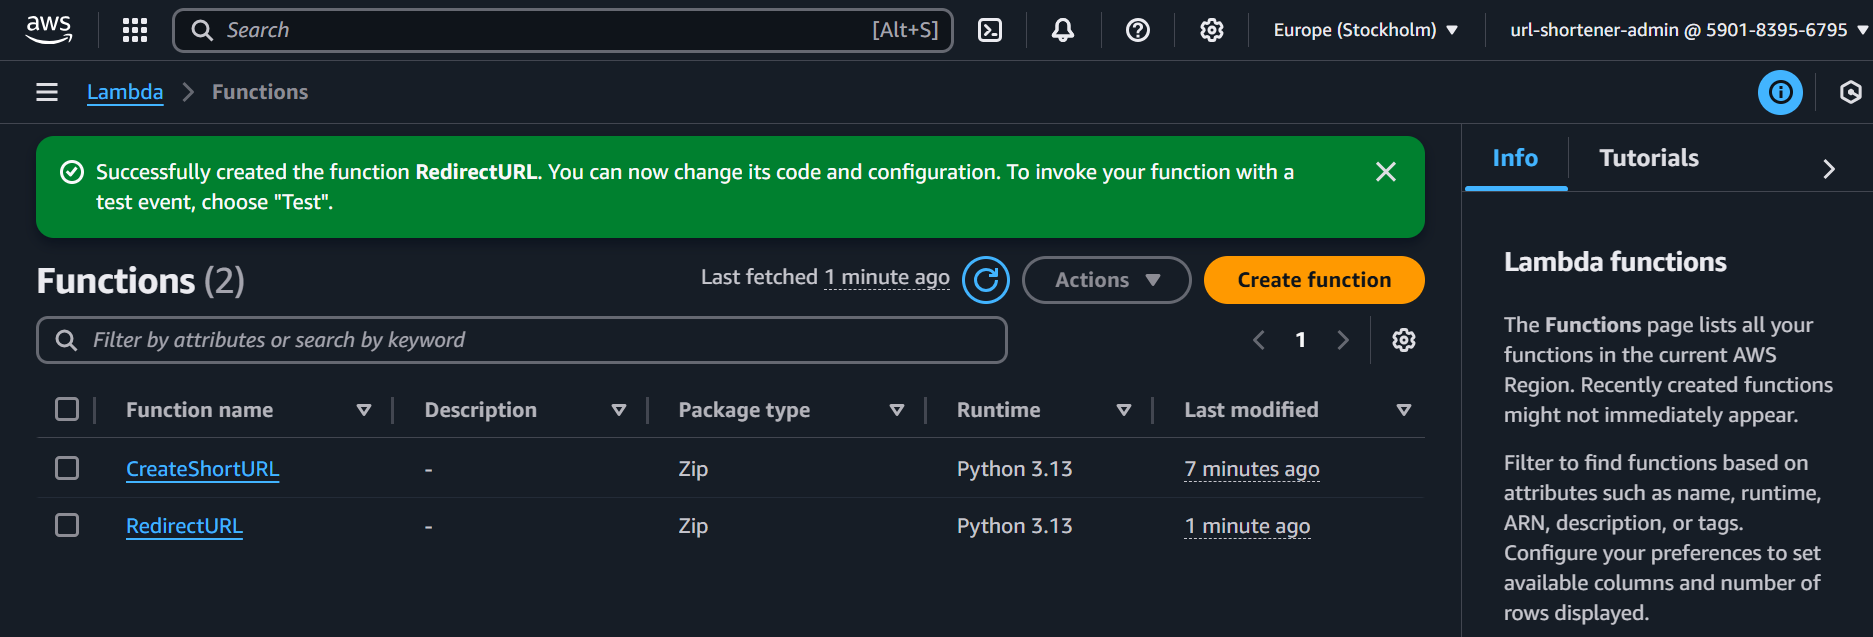 aws
Search [Alt+S]
Europe (Stockholm)
url-shortener-admin @ 5901-8395-6795
Lambda
Functions
Successfully created the function RedirectURL. You can now change its code and configuration. To invoke your function with a
test event, choose "Test".
Functions (2)
Last fetched 1 minute ago
Actions
Create function
Filter by attributes or search by keyword
1
Function name Description Package type Runtime Last modified
CreateShortURL - Zip Python 3.13 7 minutes ago
RedirectURL - Zip Python 3.13 1 minute ago
Info
Tutorials
Lambda functions
The Functions page lists all your
functions in the current AWS
Region. Recently created functions
might not immediately appear.
Filter to find functions based on
attributes such as name, runtime,
ARN, description, or tags.
Configure your preferences to set
available columns and number of
rows displayed.